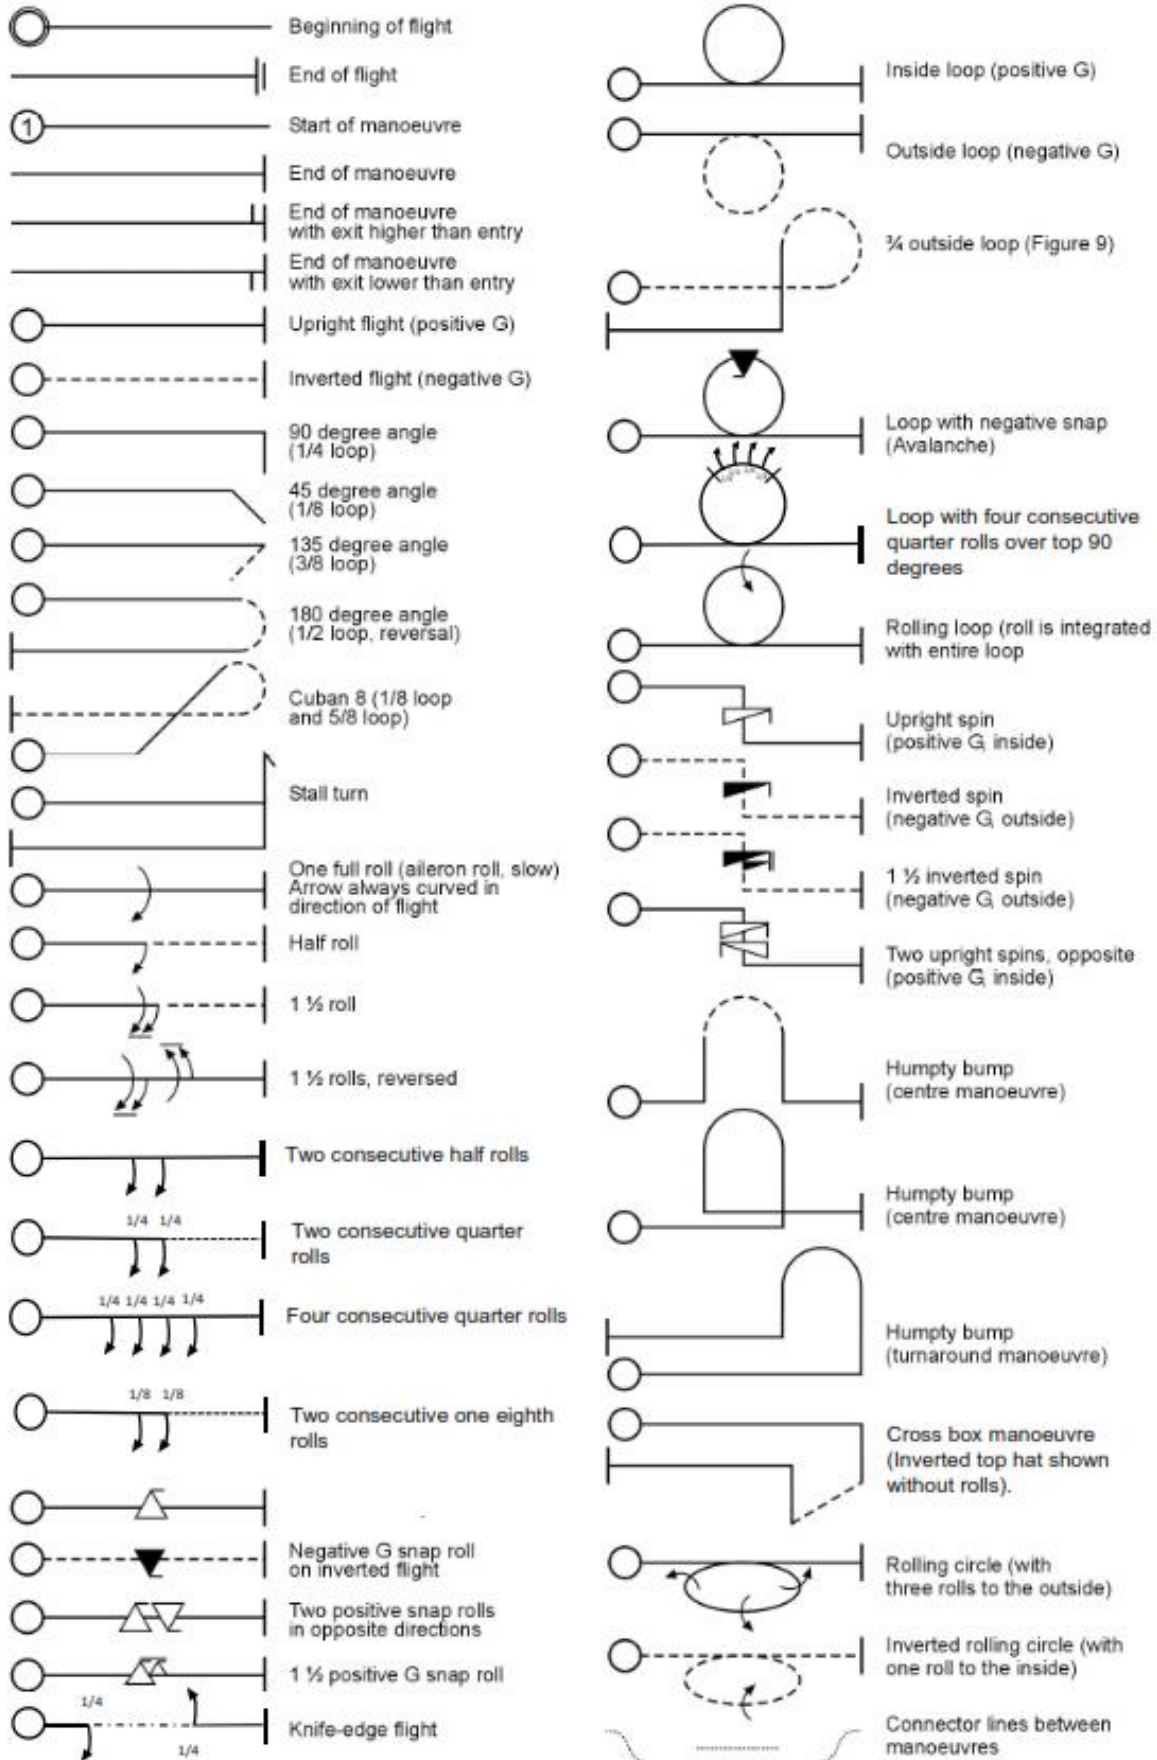 Beginning of flight
End of flight
1
Start of manoeuvre
End of manoeuvre
End of manoeuvre
with exit higher than entry
End of manoeuvre
with exit lower than entry
Upright flight (positive G)
Inverted flight (negative G)
90 degree angle
(1/4 loop)
45 degree angle
(1/8 loop)
135 degree angle
(3/8 loop)
180 degree angle
(1/2 loop, reversal)
Cuban 8 (1/8 loop
and 5/8 loop)
Stall turn
One full roll (aileron roll, slow)
Arrow always curved in
direction of flight
Half roll
1 ½ roll
1 ½ rolls, reversed
Two consecutive half rolls
1/4 1/4
Two consecutive quarter
rolls
1/4 1/4 1/4 1/4
Four consecutive quarter rolls
1/8 1/8
Two consecutive one eighth
rolls
Negative G snap roll
on inverted flight
Two positive snap rolls
in opposite directions
1 ½ positive G snap roll
1/4
Knife-edge flight
1/4
Inside loop (positive G)
Outside loop (negative G)
¾ outside loop (Figure 9)
Loop with negative snap
(Avalanche)
Loop with four consecutive
quarter rolls over top 90
degrees
Rolling loop (roll is integrated
with entire loop
Upright spin
(positive G, inside)
Inverted spin
(negative G, outside)
1 ½ inverted spin
(negative G, outside)
Two upright spins, opposite
(positive G, inside)
Humpty bump
(centre manoeuvre)
Humpty bump
(centre manoeuvre)
Humpty bump
(turnaround manoeuvre)
Cross box manoeuvre
(Inverted top hat shown
without rolls).
Rolling circle (with
three rolls to the outside)
Inverted rolling circle (with
one roll to the inside)
Connector lines between
manoeuvres